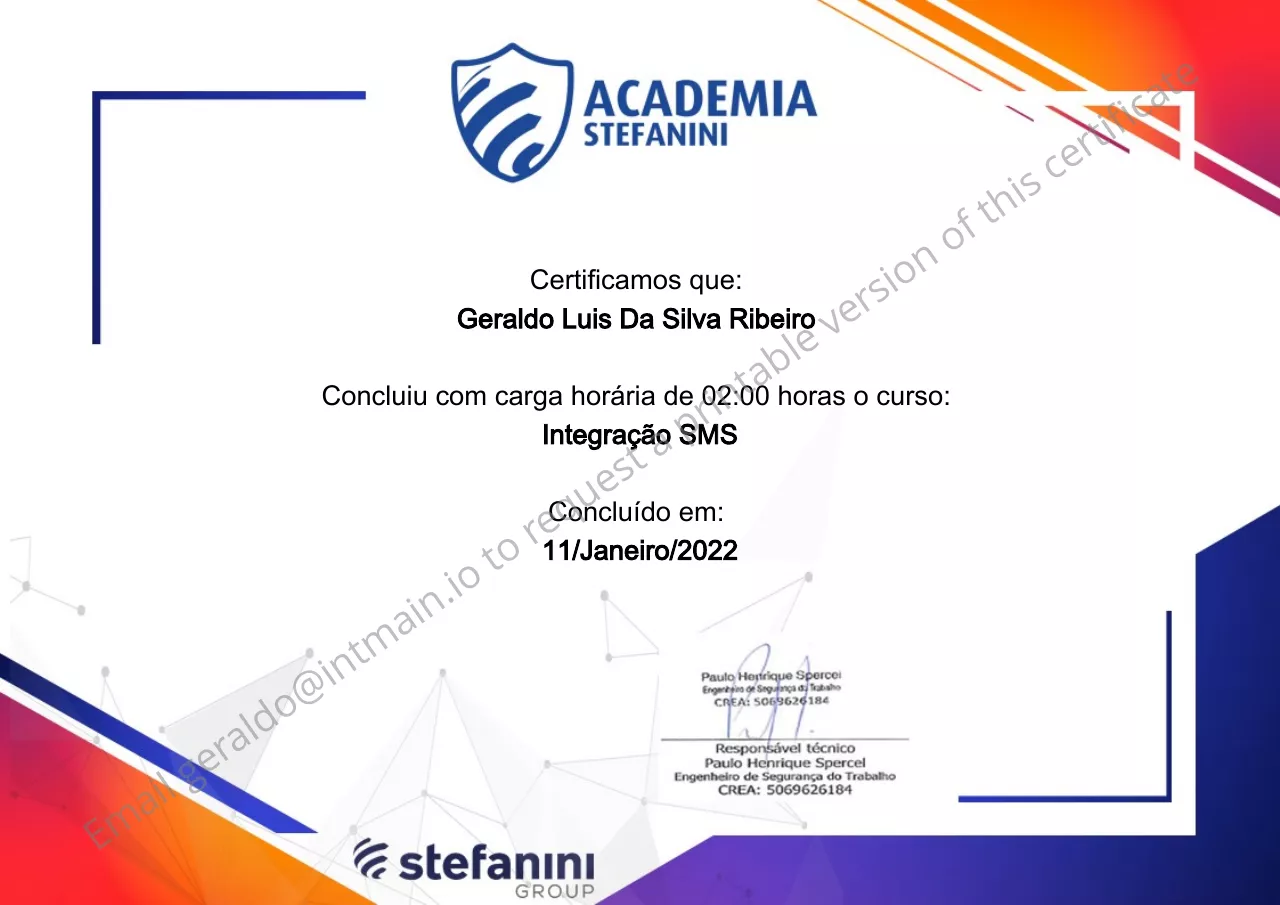 ACADEMIA
STEFANINI
Certificamos que:
Geraldo Luis Da Silva Ribeiro
Concluiu com carga horária de 02:00 horas o curso:
Integração SMS
Concluído em:
11/Janeiro/2022
Email geraldo@intmain.io to request a printable version of this certificate
Paulo Henrique Spercel
Engenheiro de Segurança do Trabalho
CREA: 5069626184
Responsável técnico
Paulo Henrique Spercel
Engenheiro de Segurança do Trabalho
CREA: 5069626184
stefanini
GROUP